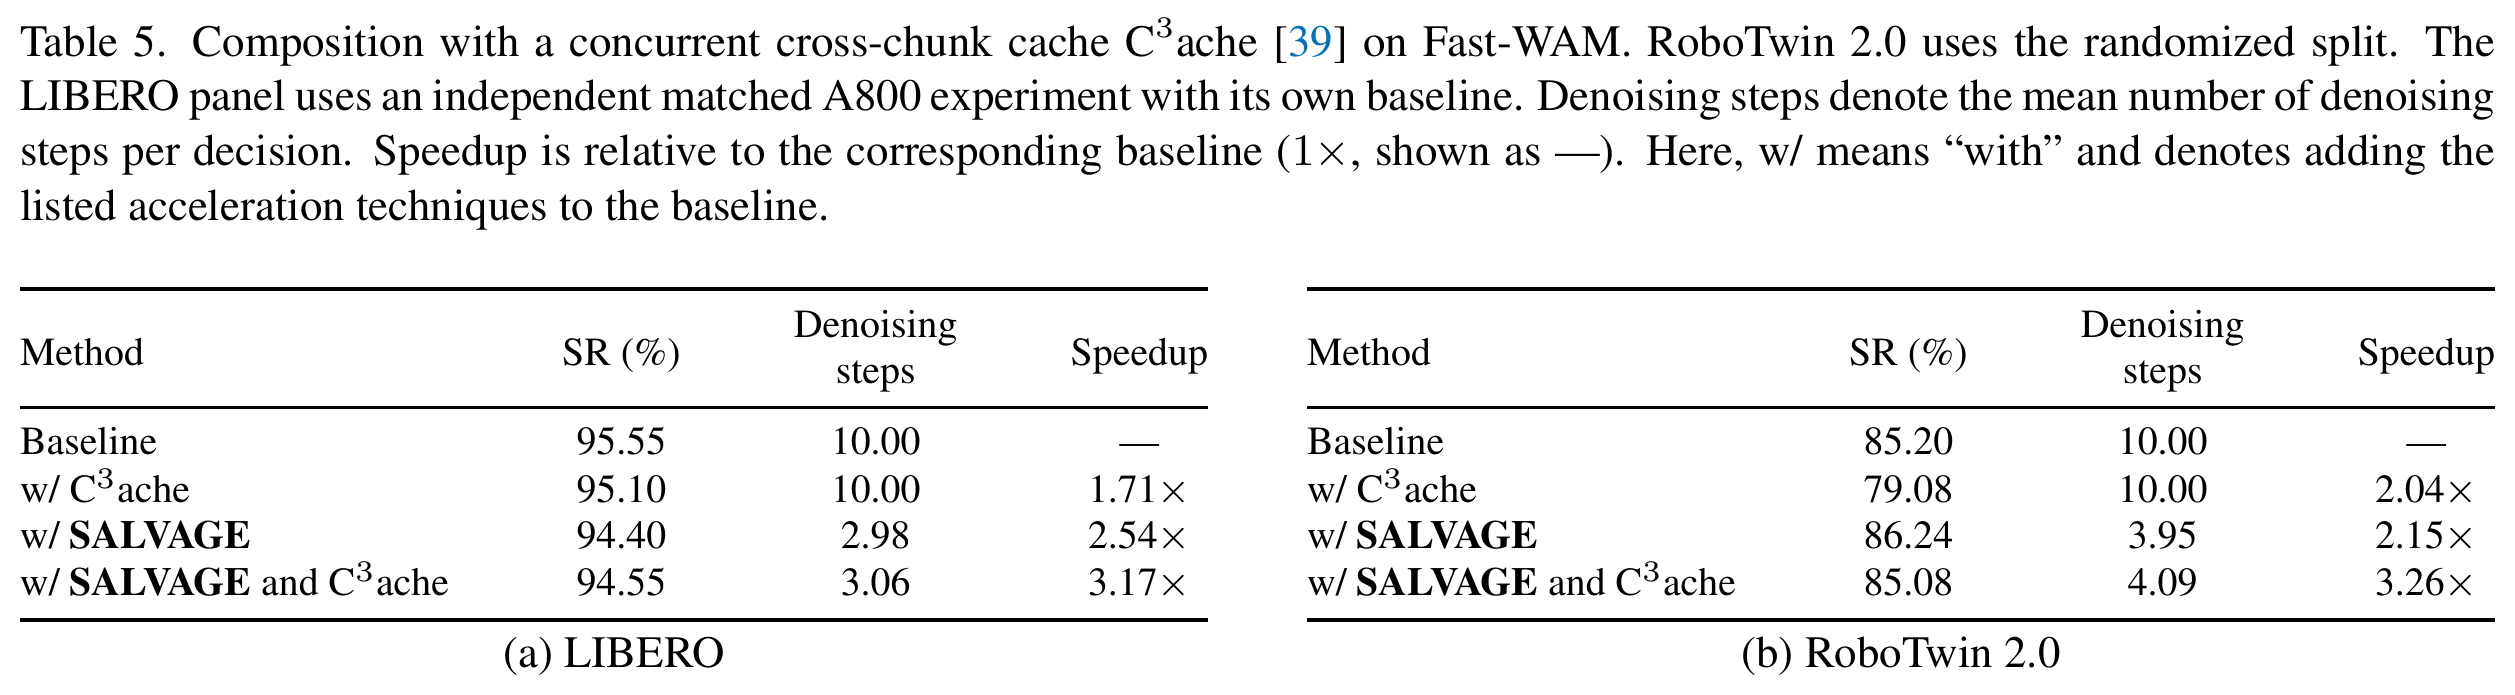 Table 5. Composition with a concurrent cross-chunk cache C³ache [39] on Fast-WAM. RoboTwin 2.0 uses the randomized split. The
LIBERO panel uses an independent matched A800 experiment with its own baseline. Denoising steps denote the mean number of denoising
steps per decision. Speedup is relative to the corresponding baseline (1×, shown as —). Here, w/ means “with” and denotes adding the
listed acceleration techniques to the baseline.
Method SR (%) Denoising steps Speedup
Baseline 95.55 10.00 —
w/ C³ache 95.10 10.00 1.71×
w/ SALVAGE 94.40 2.98 2.54×
w/ SALVAGE and C³ache 94.55 3.06 3.17×
(a) LIBERO
Method SR (%) Denoising steps Speedup
Baseline 85.20 10.00 —
w/ C³ache 79.08 10.00 2.04×
w/ SALVAGE 86.24 3.95 2.15×
w/ SALVAGE and C³ache 85.08 4.09 3.26×
(b) RoboTwin 2.0